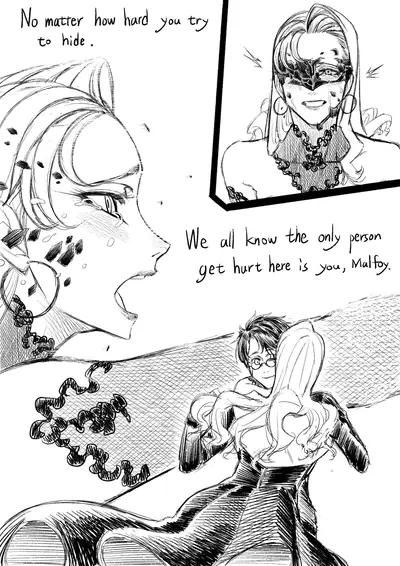 No matter how hard you try
to hide.
We all know the only person
get hurt here is you, Malfoy.